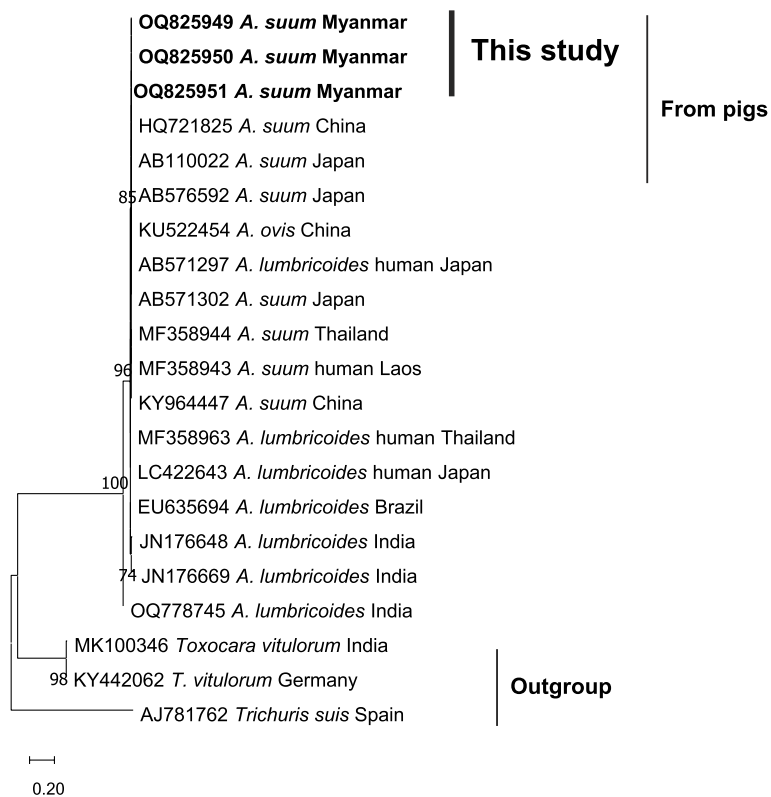 OQ825949 A. suum Myanmar
OQ825950 A. suum Myanmar
This study
OQ825951 A. suum Myanmar
From pigs
HQ721825 A. suum China
AB110022 A. suum Japan
85
AB576592 A. suum Japan
KU522454 A. ovis China
AB571297 A. lumbricoides human Japan
AB571302 A. suum Japan
MF358944 A. suum Thailand
96
MF358943 A. suum human Laos
KY964447 A. suum China
MF358963 A. lumbricoides human Thailand
LC422643 A. lumbricoides human Japan
100
EU635694 A. lumbricoides Brazil
JN176648 A. lumbricoides India
74
JN176669 A. lumbricoides India
OQ778745 A. lumbricoides India
MK100346 Toxocara vitulorum India
98
KY442062 T. vitulorum Germany
Outgroup
AJ781762 Trichuris suis Spain
0.20